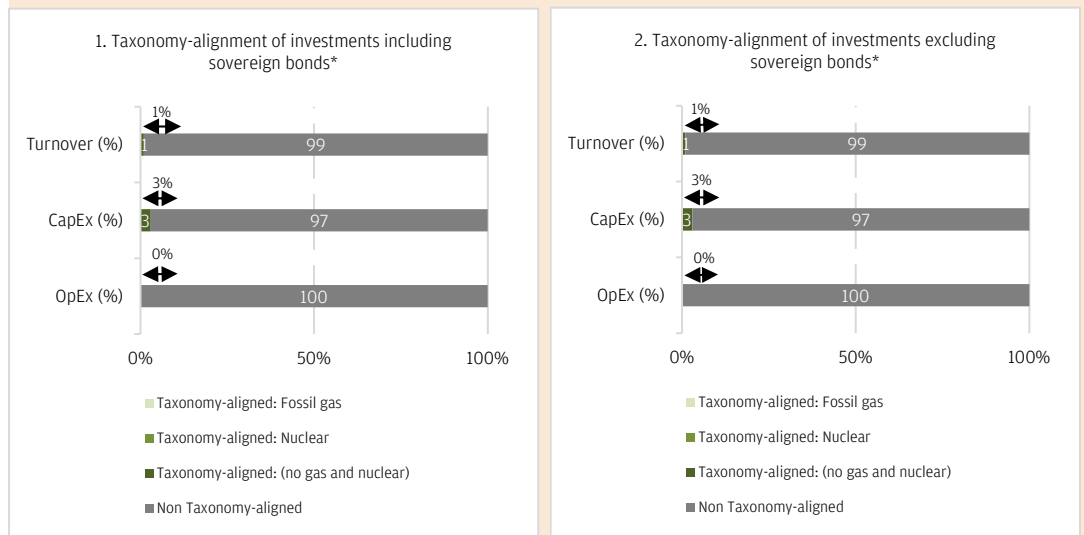 1. Taxonomy-alignment of investments including
sovereign bonds*
1%
Turnover (%)
1
99
3%
CapEx (%)
3
97
0%
OpEx (%)
100
0%
50%
100%
Taxonomy-aligned: Fossil gas
Taxonomy-aligned: Nuclear
Taxonomy-aligned: (no gas and nuclear)
Non Taxonomy-aligned
2. Taxonomy-alignment of investments excluding
sovereign bonds*
1%
Turnover (%)
1
99
3%
CapEx (%)
3
97
0%
OpEx (%)
100
0%
50%
100%
Taxonomy-aligned: Fossil gas
Taxonomy-aligned: Nuclear
Taxonomy-aligned: (no gas and nuclear)
Non Taxonomy-aligned